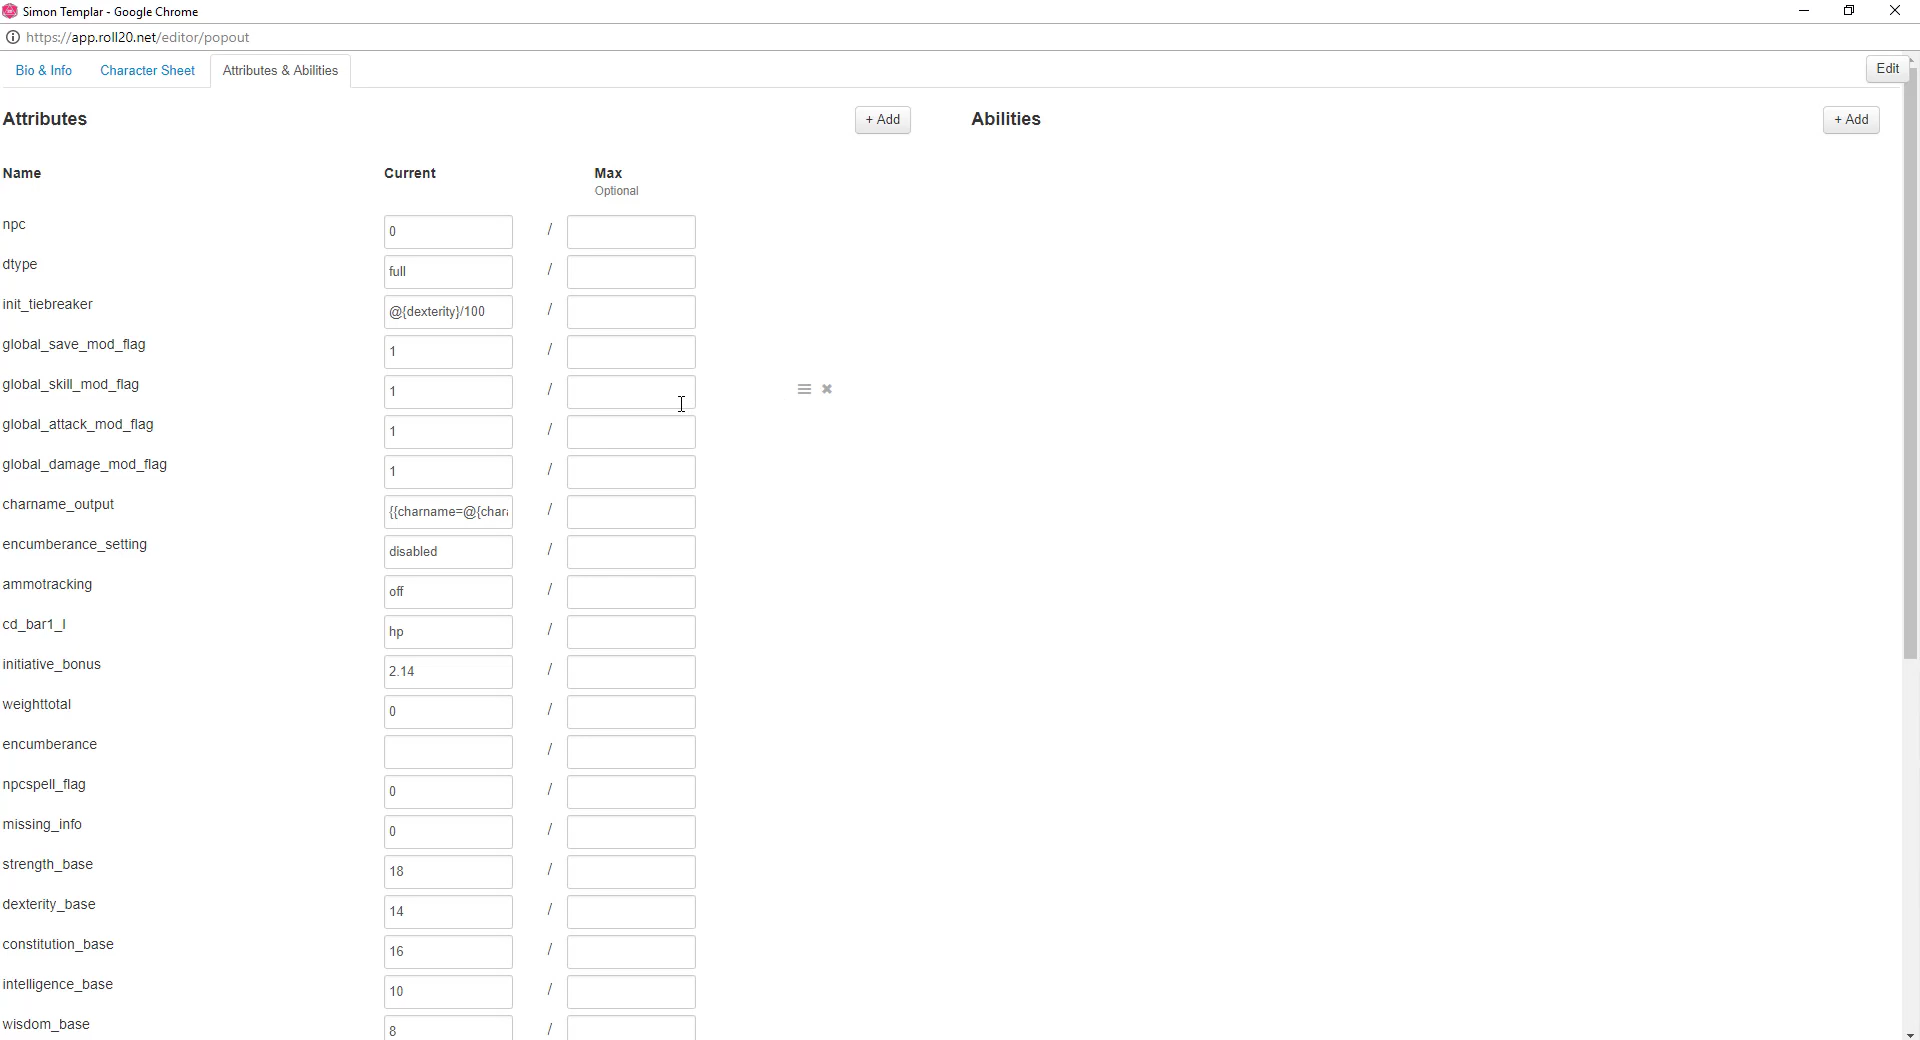 Simon Templar - Google Chrome
https://app.roll20.net/editor/popout
Bio & Info Character Sheet Attributes & Abilities Edit
Attributes + Add Abilities + Add
Name Current Max
Optional
npc 0 /
dtype full /
init_tiebreaker @{dexterity}/100 /
global_save_mod_flag 1 /
global_skill_mod_flag 1 /
global_attack_mod_flag 1 /
global_damage_mod_flag 1 /
charname_output {{charname=@{chara /
encumberance_setting disabled /
ammotracking off /
cd_bar1_l hp /
initiative_bonus 2.14 /
weighttotal 0 /
encumberance /
npcspell_flag 0 /
missing_info 0 /
strength_base 18 /
dexterity_base 14 /
constitution_base 16 /
intelligence_base 10 /
wisdom_base 8 /